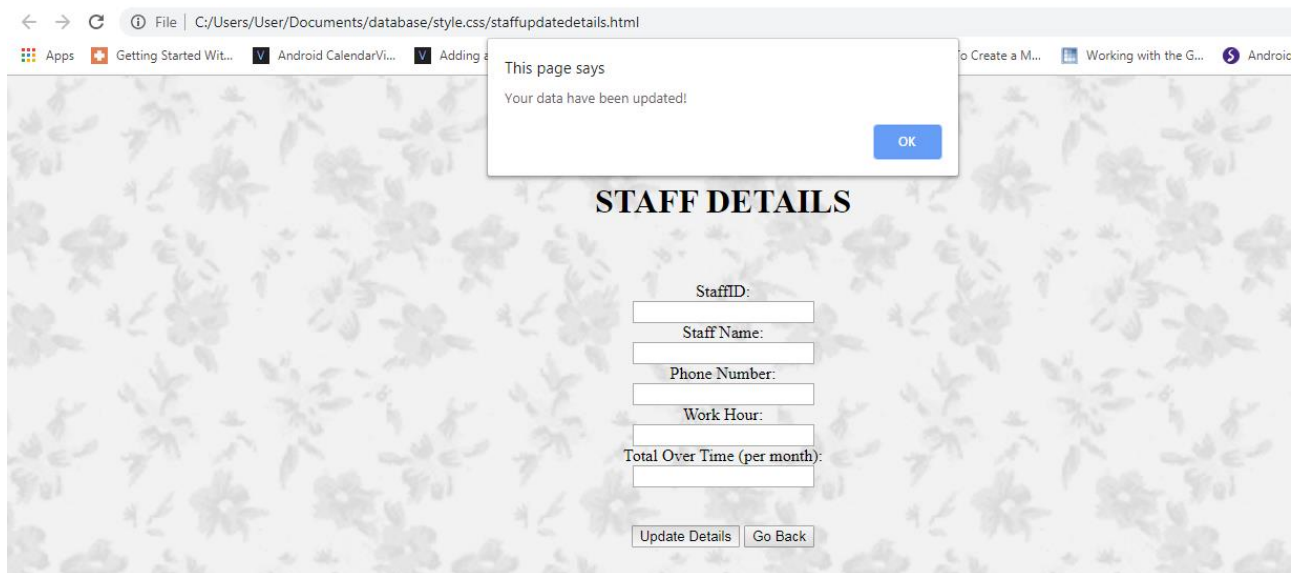 File | C:/Users/User/Documents/database/style.css/staffupdatedetails.html
Apps Getting Started Wit... Android CalendarVi... Adding To Create a M... Working with the G... Android
This page says
Your data have been updated!
OK
STAFF DETAILS
StaffID:
Staff Name:
Phone Number:
Work Hour:
Total Over Time (per month):
Update Details Go Back